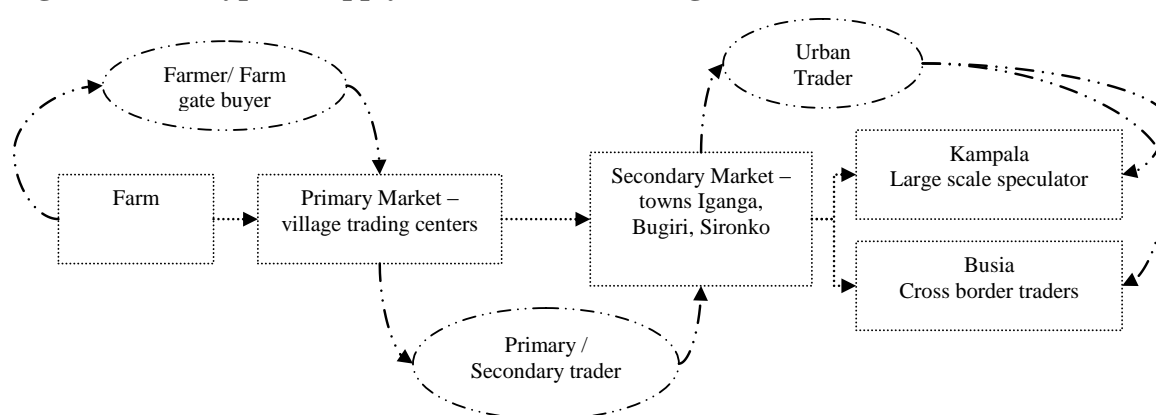 Urban
Trader
Farmer/ Farm
gate buyer
Farm
Primary Market –
village trading centers
Secondary Market –
towns Iganga,
Bugiri, Sironko
Kampala
Large scale speculator
Busia
Cross border traders
Primary /
Secondary trader